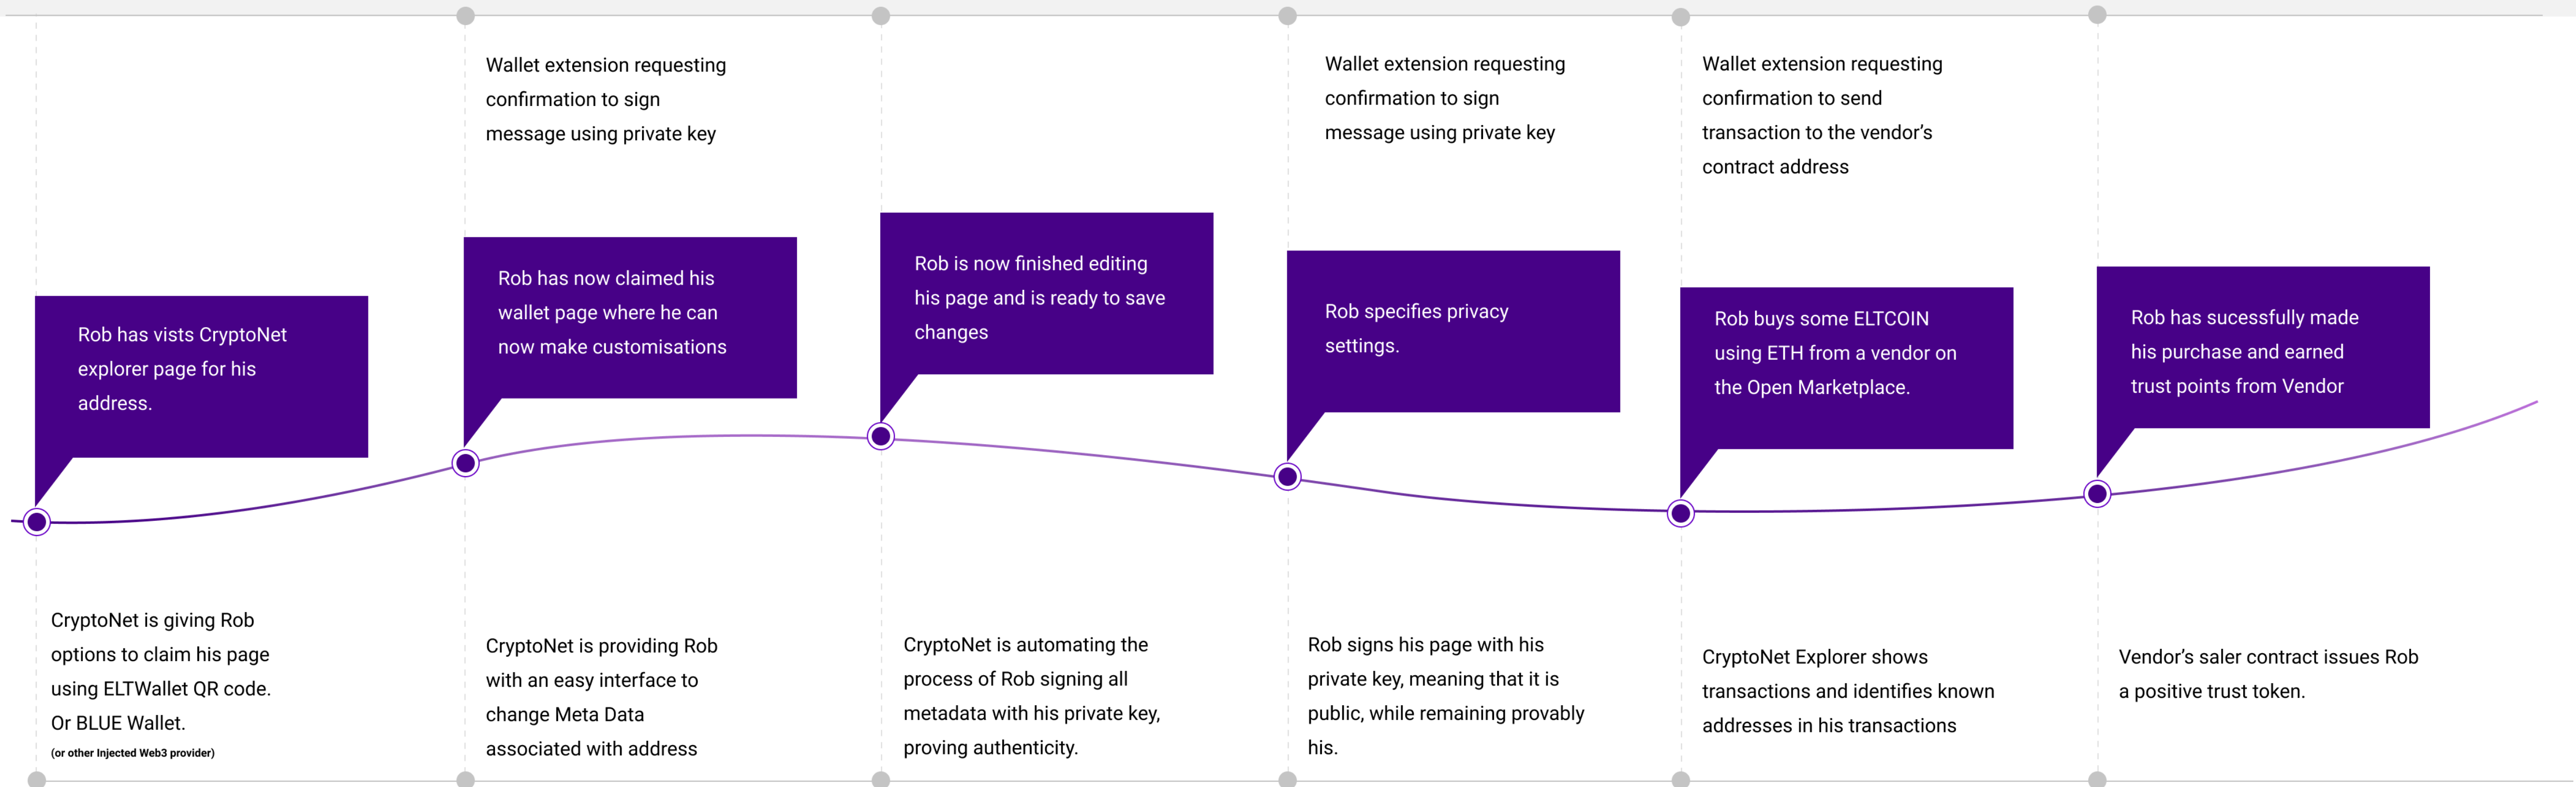 Wallet extension requesting
confirmation to sign
message using private key
Wallet extension requesting
confirmation to sign
message using private key
Wallet extension requesting
confirmation to send
transaction to the vendor’s
contract address
Rob has vists CryptoNet
explorer page for his
address.
Rob has now claimed his
wallet page where he can
now make customisations
Rob is now finished editing
his page and is ready to save
changes
Rob specifies privacy
settings.
Rob buys some ELTCOIN
using ETH from a vendor on
the Open Marketplace.
Rob has sucessfully made
his purchase and earned
trust points from Vendor
CryptoNet is giving Rob
options to claim his page
using ELTWallet QR code.
Or BLUE Wallet.
(or other Injected Web3 provider)
CryptoNet is providing Rob
with an easy interface to
change Meta Data
associated with address
CryptoNet is automating the
process of Rob signing all
metadata with his private key,
proving authenticity.
Rob signs his page with his
private key, meaning that it is
public, while remaining provably
his.
CryptoNet Explorer shows
transactions and identifies known
addresses in his transactions
Vendor’s saler contract issues Rob
a positive trust token.